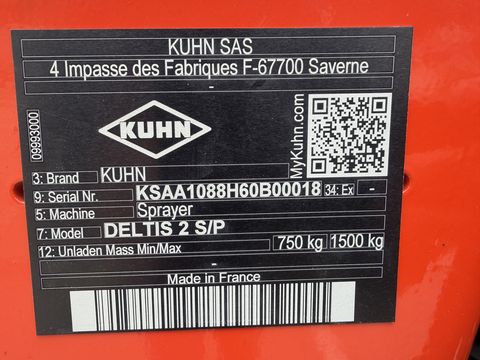 KUHN SAS
4 Impasse des Fabriques F-67700 Saverne
-
09993000
KUHN
MyKuhn.com
3: Brand KUHN
9: Serial Nr. KSAA1088H60B00018 34: Ex -
5: Machine Sprayer
7: Model DELTIS 2 S/P
12: Unladen Mass Min/Max 750 kg 1500 kg
-
Made in France